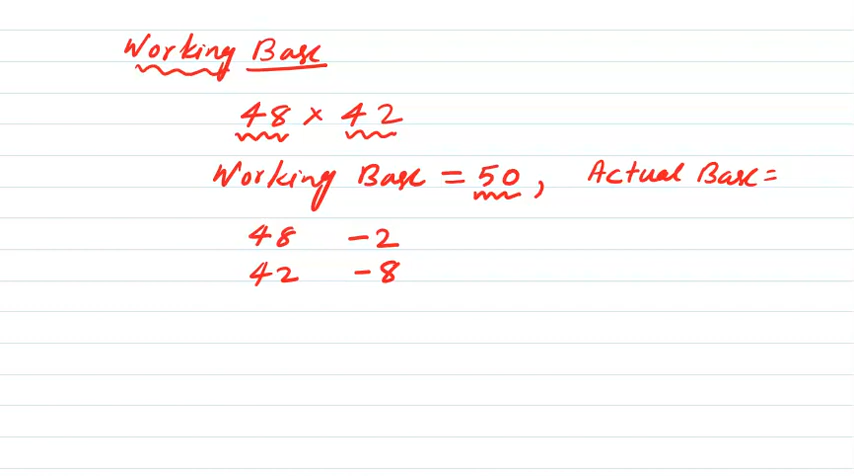 Working Base
48 × 42
Working Base = 50, Actual Base =
48 -2
42 -8